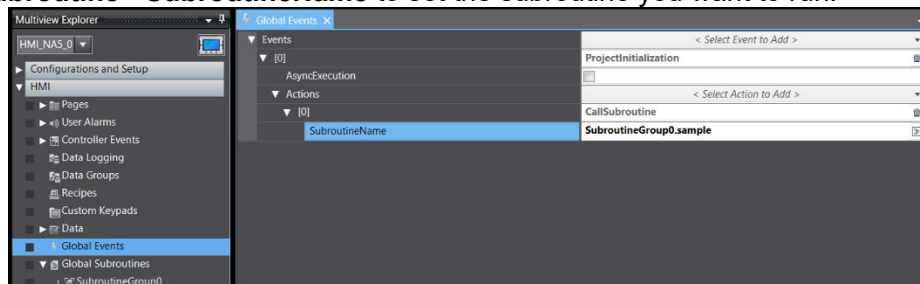 SubroutineName to set the subroutine you want to run.
Multiview Explorer
HMI_NA5_0
Configurations and Setup
HMI
Pages
User Alarms
Controller Events
Data Logging
Data Groups
Recipes
Custom Keypads
Data
Global Events
Global Subroutines
SubroutineGroup0
Global Events
Events < Select Event to Add >
[0] ProjectInitialization
AsyncExecution
Actions < Select Action to Add >
[0] CallSubroutine
SubroutineName SubroutineGroup0.sample